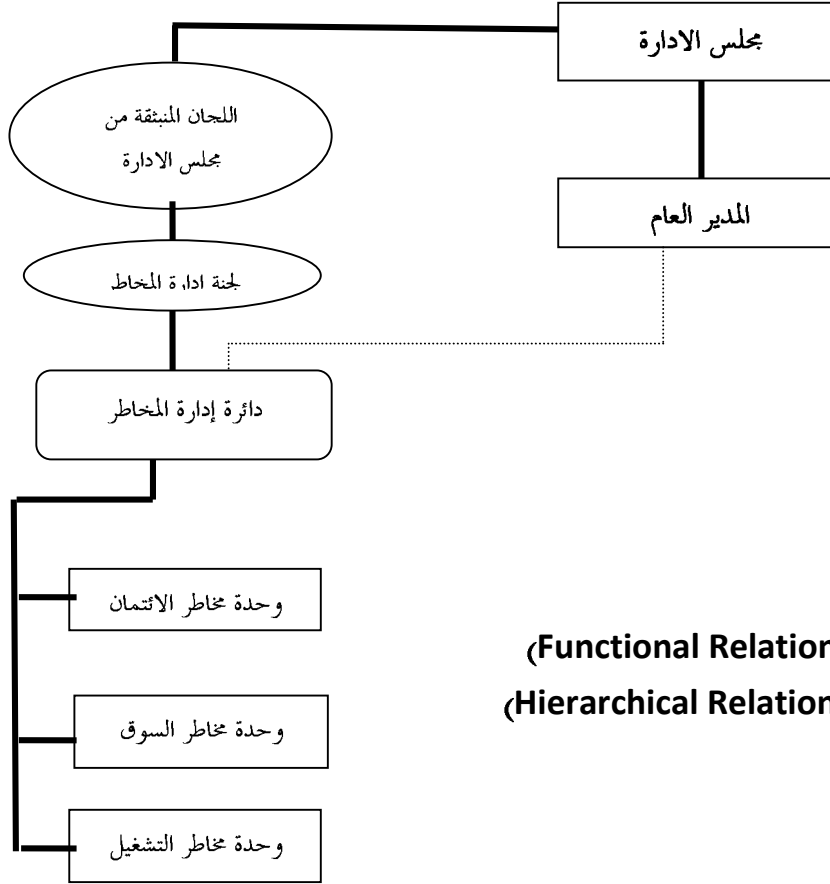 مجلس الادارة
اللجان المنبثقة من
مجلس الادارة
المدير العام
لجنة ادارة المخاط
دائرة إدارة المخاطر
وحدة مخاطر الائتمان
(Functional Relation
(Hierarchical Relation
وحدة مخاطر السوق
وحدة مخاطر التشغيل